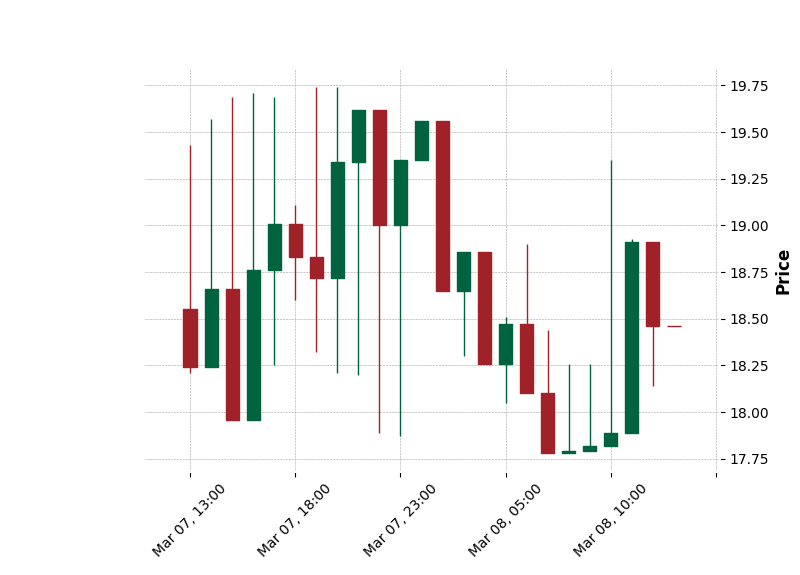 19.75
19.50
19.25
19.00
18.75
18.50
18.25
18.00
17.75
Price
Mar 07, 13:00
Mar 07, 18:00
Mar 07, 23:00
Mar 08, 05:00
Mar 08, 10:00